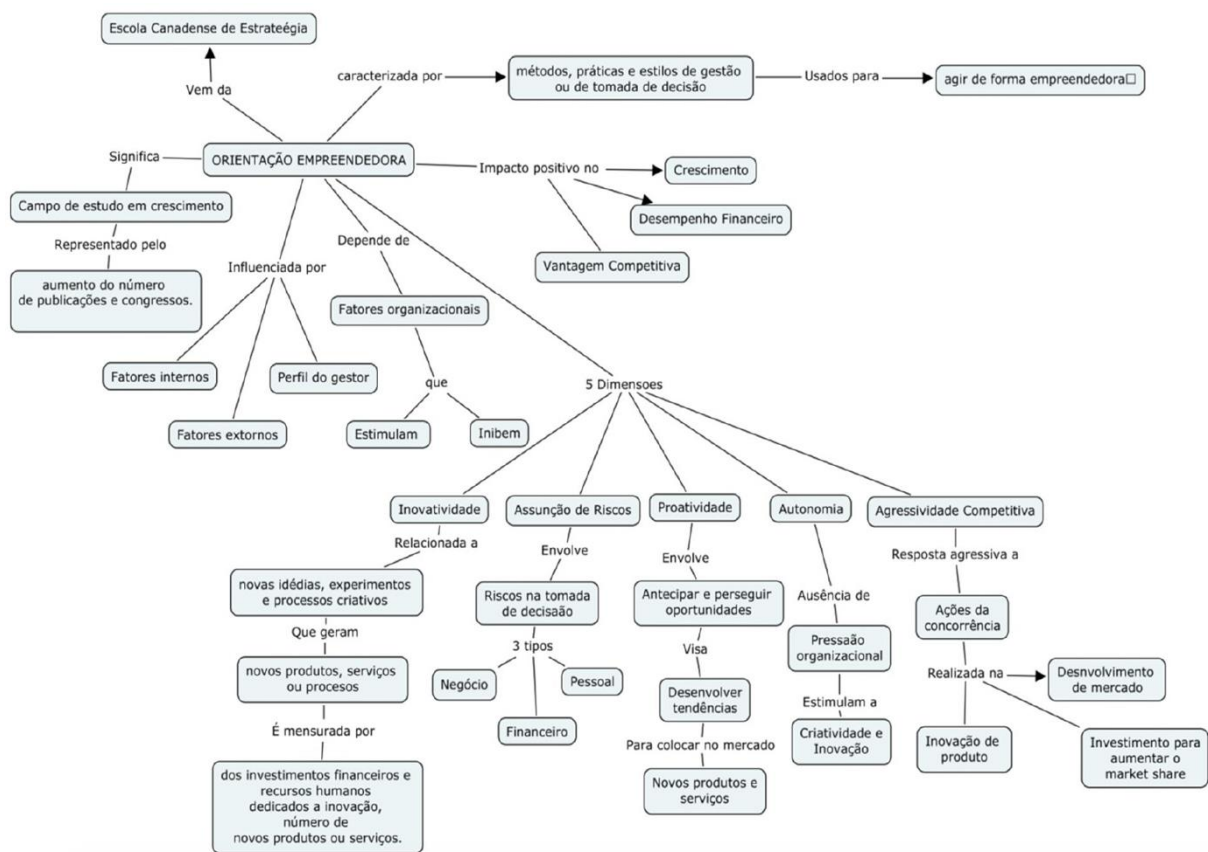 Escola Canadense de Estrateégia
Vem da
caracterizada por
métodos, práticas e estilos de gestão
ou de tomada de decisão
Usados para
agir de forma empreendedora□
Significa
ORIENTAÇÃO EMPREENDEDORA
Impacto positivo no
Crescimento
Desempenho Financeiro
Vantagem Competitiva
Campo de estudo em crescimento
Representado pelo
aumento do número
de publicações e congressos.
Influenciada por
Fatores internos
Fatores extornos
Perfil do gestor
Depende de
Fatores organizacionais
que
Estimulam
Inibem
5 Dimensoes
Inovatividade
Relacionada a
novas idédias, experimentos
e processos criativos
Que geram
novos produtos, serviços
ou procesos
É mensurada por
dos investimentos financeiros e
recursos humanos
dedicados a inovação,
número de
novos produtos ou serviços.
Assunção de Riscos
Envolve
Riscos na tomada
de decisaão
3 tipos
Negócio
Financeiro
Pessoal
Proatividade
Envolve
Antecipar e perseguir
oportunidades
Visa
Desenvolver
tendências
Para colocar no mercado
Novos produtos e
serviços
Autonomia
Ausência de
Pressaão
organizacional
Estimulam a
Criatividade e
Inovação
Agressividade Competitiva
Resposta agressiva a
Ações da
concorrência
Realizada na
Desnvolvimento
de mercado
Inovação de
produto
Investimento para
aumentar o
market share